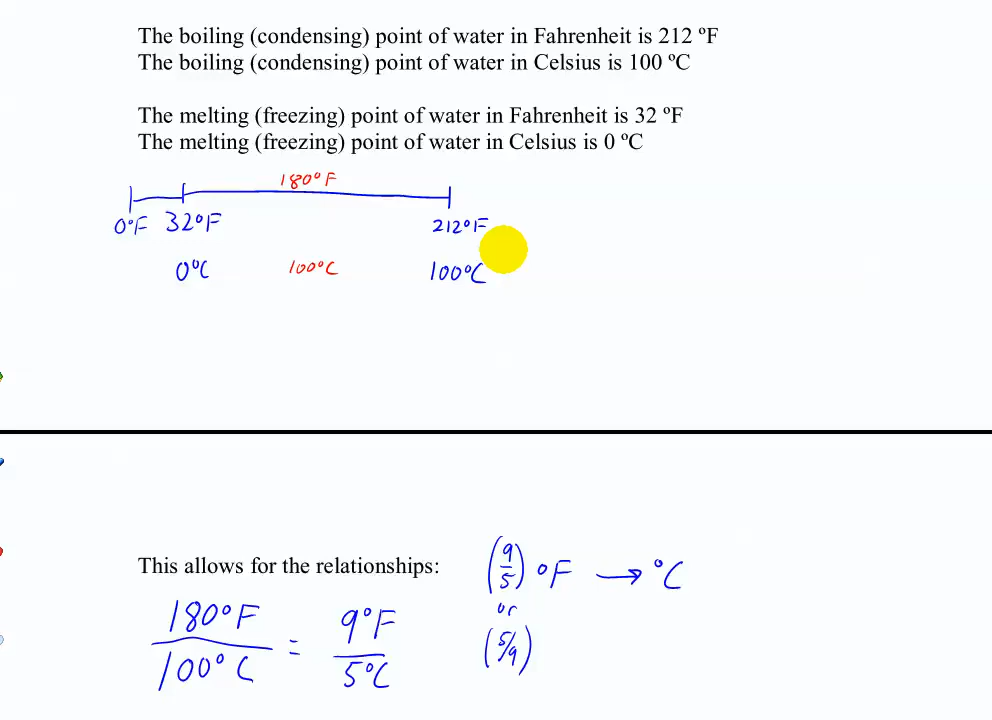 The boiling (condensing) point of water in Fahrenheit is 212 ºF
The boiling (condensing) point of water in Celsius is 100 ºC
The melting (freezing) point of water in Fahrenheit is 32 ºF
The melting (freezing) point of water in Celsius is 0 ºC
180°F
0°F 32°F 212°F
0°C 100°C 100°C
This allows for the relationships: (9/5) °F → °C
or
180°F/100°C = 9°F/5°C (5/9)